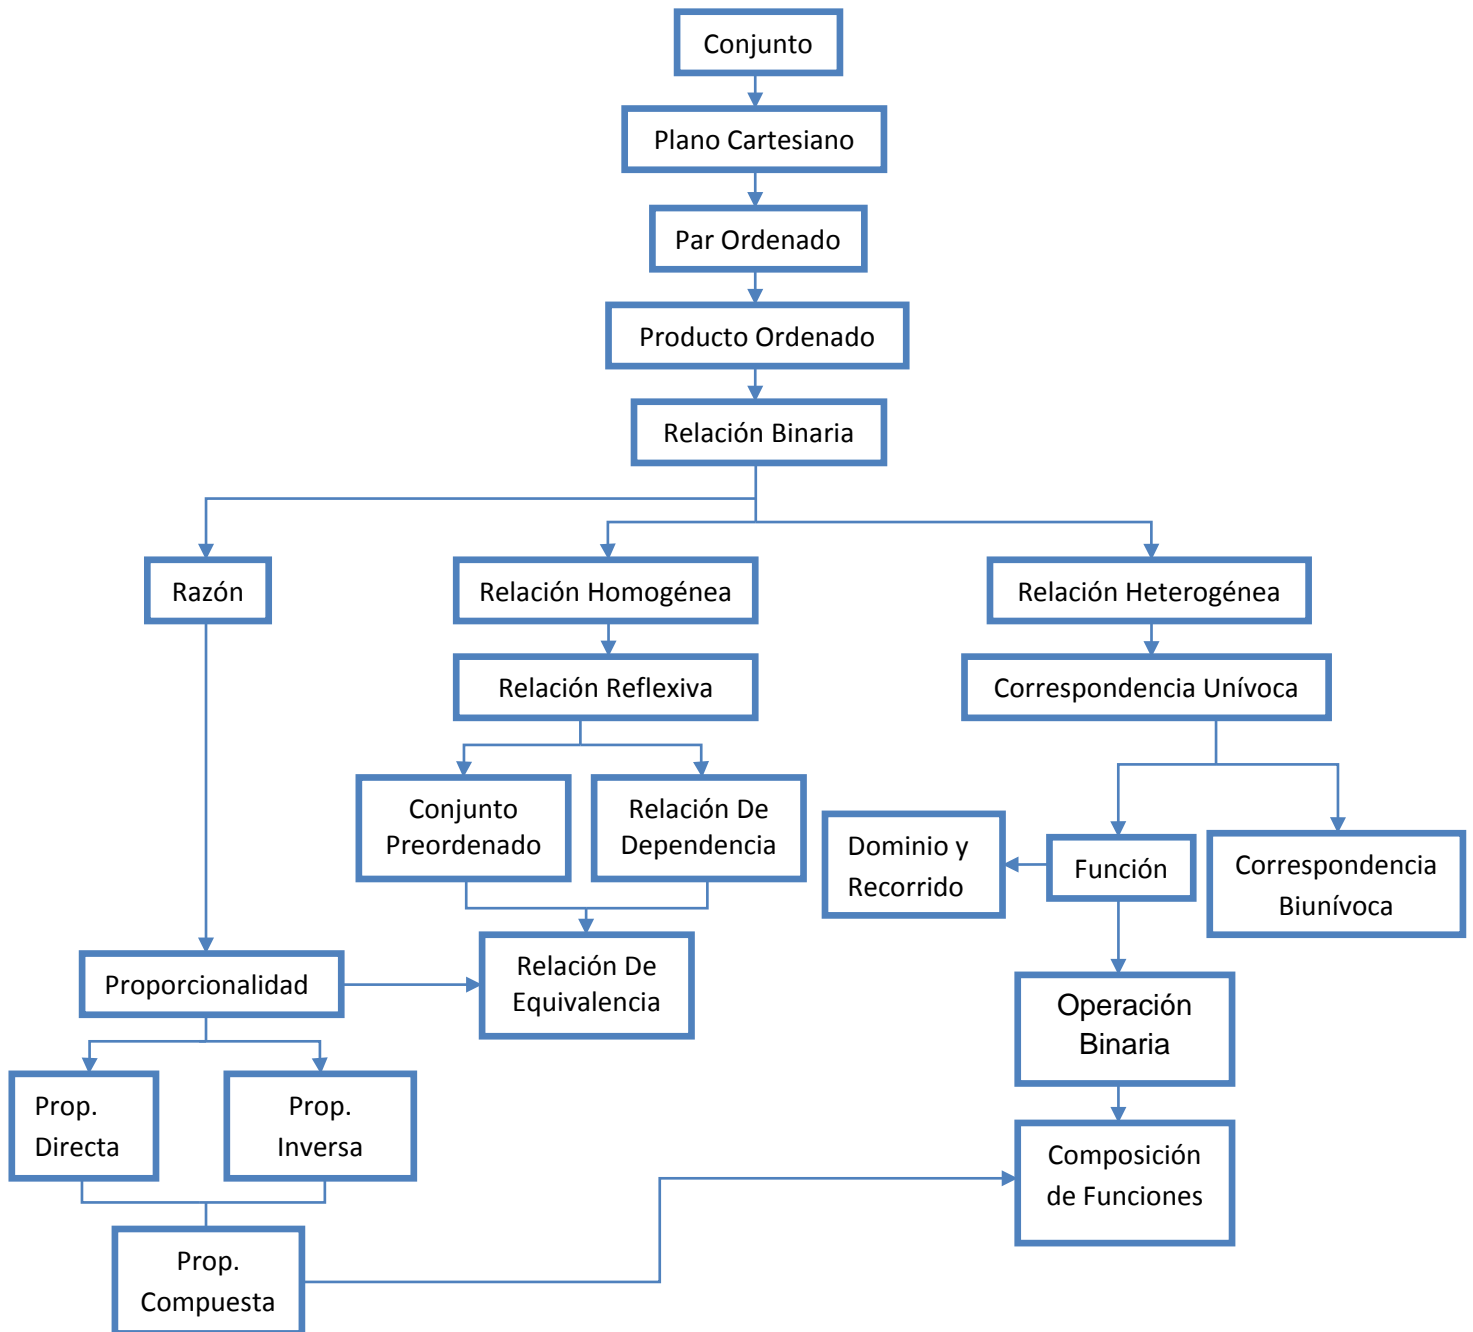 Conjunto
Plano Cartesiano
Par Ordenado
Producto Ordenado
Relación Binaria
Razón
Relación Homogénea
Relación Heterogénea
Relación Reflexiva
Correspondencia Unívoca
Conjunto
Preordenado
Relación De
Dependencia
Dominio y
Recorrido
Función
Correspondencia
Biunívoca
Proporcionalidad
Relación De
Equivalencia
Operación
Binaria
Prop.
Directa
Prop.
Inversa
Composición
de Funciones
Prop.
Compuesta